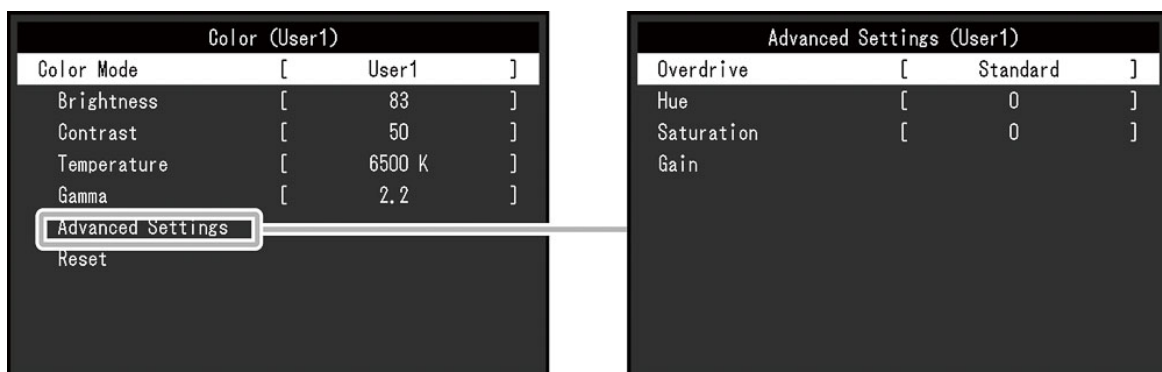 Color (User1)
Color Mode [ User1 ]
Brightness [ 83 ]
Contrast [ 50 ]
Temperature [ 6500 K ]
Gamma [ 2.2 ]
Advanced Settings
Reset
Advanced Settings (User1)
Overdrive [ Standard ]
Hue [ 0 ]
Saturation [ 0 ]
Gain